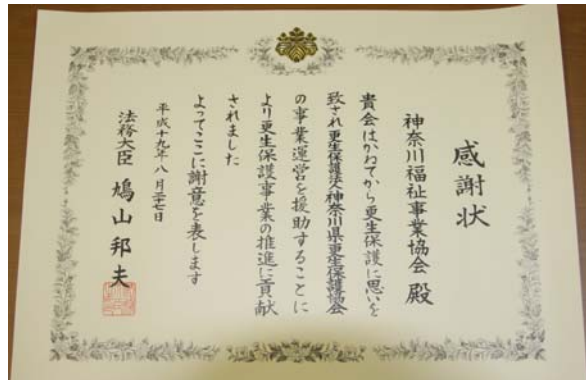 感謝状
神奈川福祉事業協会 殿
貴会はかねてから更生保護に思いを
致され更生保護法人神奈川県更生保護協会
の事業運営を援助することに
より更生保護事業の推進に貢献
されました
よってここに謝意を表します
平成十九年八月二十七日
法務大臣 鳩山邦夫